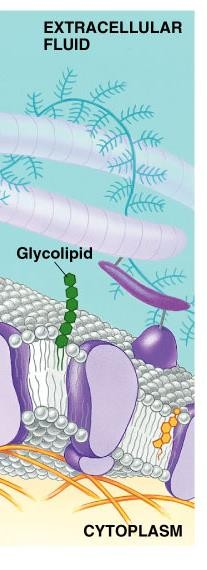 EXTRACELLULAR
FLUID
Glycolipid
CYTOPLASM